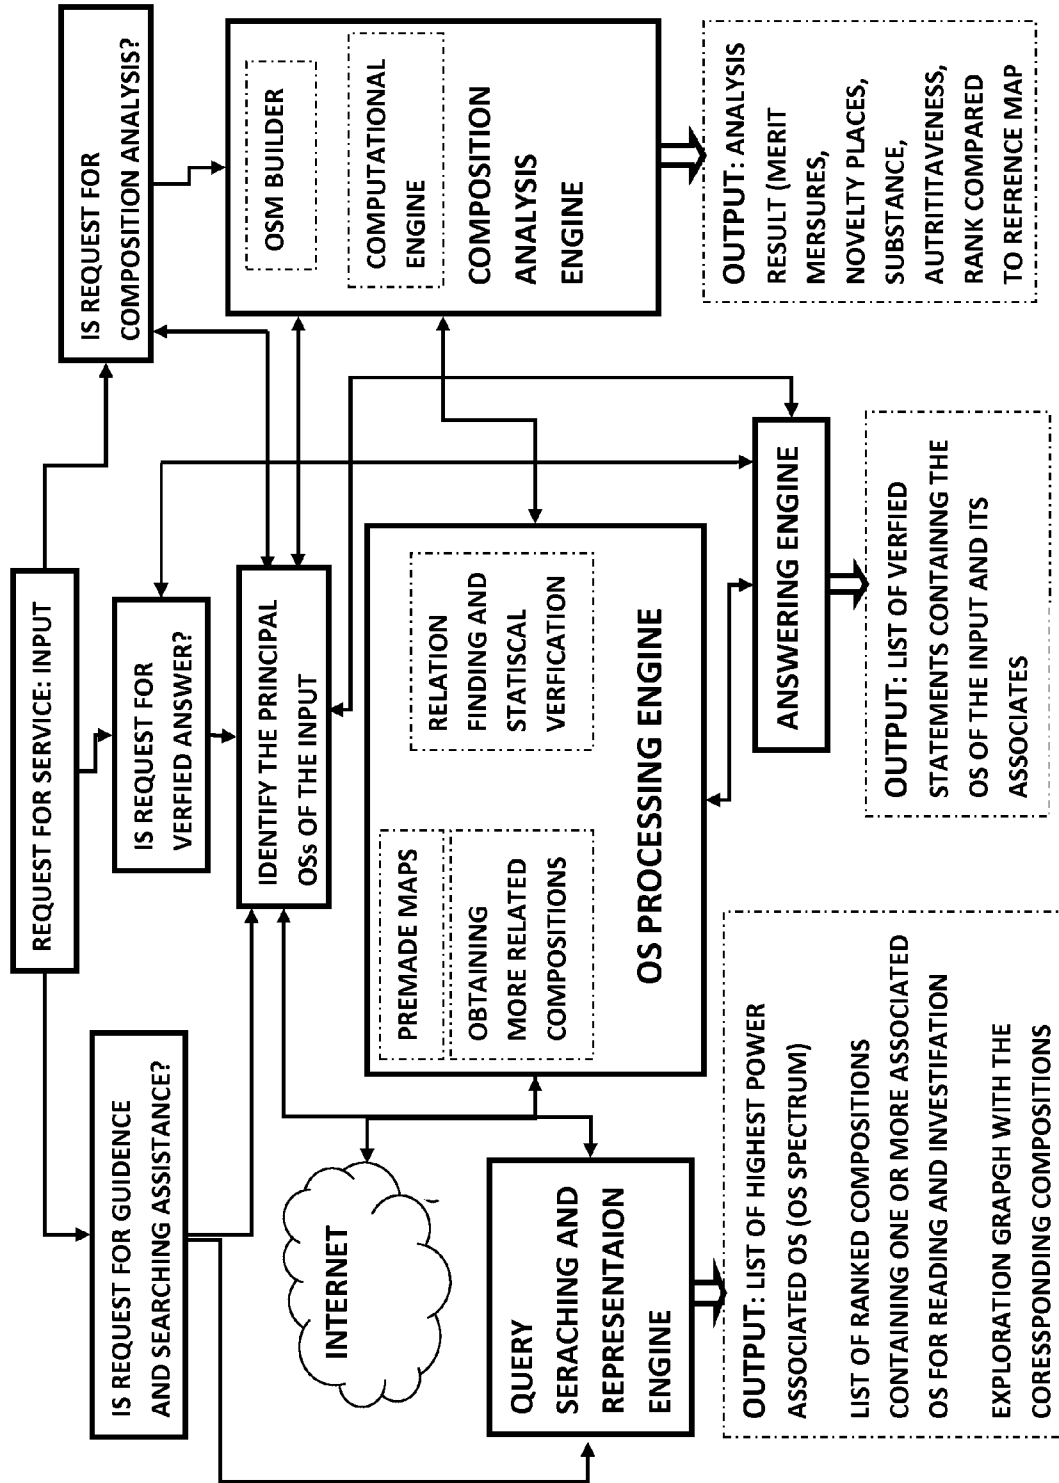 REQUEST FOR SERVICE: INPUT
IS REQUEST FOR GUIDENCE
AND SEARCHING ASSISTANCE?
IS REQUEST FOR
VERFIED ANSWER?
IS REQUEST FOR
COMPOSITION ANALYSIS?
IDENTIFY THE PRINCIPAL
OSs OF THE INPUT
INTERNET
PREMADE MAPS
OBTAINING
MORE RELATED
COMPOSITIONS
RELATION
FINDING AND
STATISCAL
VERFICATION
OS PROCESSING ENGINE
OSM BUILDER
COMPUTATIONAL
ENGINE
COMPOSITION
ANALYSIS
ENGINE
QUERY
SERACHING AND
REPRESENTAION
ENGINE
ANSWERING ENGINE
OUTPUT: LIST OF HIGHEST POWER
ASSOCIATED OS (OS SPECTRUM)
LIST OF RANKED COMPOSITIONS
CONTAINING ONE OR MORE ASSOCIATED
OS FOR READING AND INVESTIFATION
EXPLORATION GRAPGH WITH THE
CORESSPONDING COMPOSITIONS
OUTPUT: LIST OF VERFIED
STATEMENTS CONTAINNG THE
OS OF THE INPUT AND ITS
ASSOCIATES
OUTPUT: ANALYSIS
RESULT (MERIT
MERSURES,
NOVELTY PLACES,
SUBSTANCE,
AUTRITITAVENESS,
RANK COMPARED
TO REFERENCE MAP